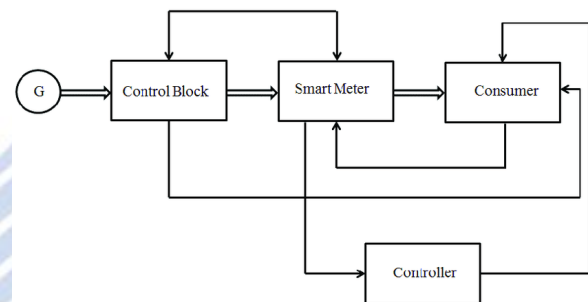 G
Control Block
Smart Meter
Consumer
Controller